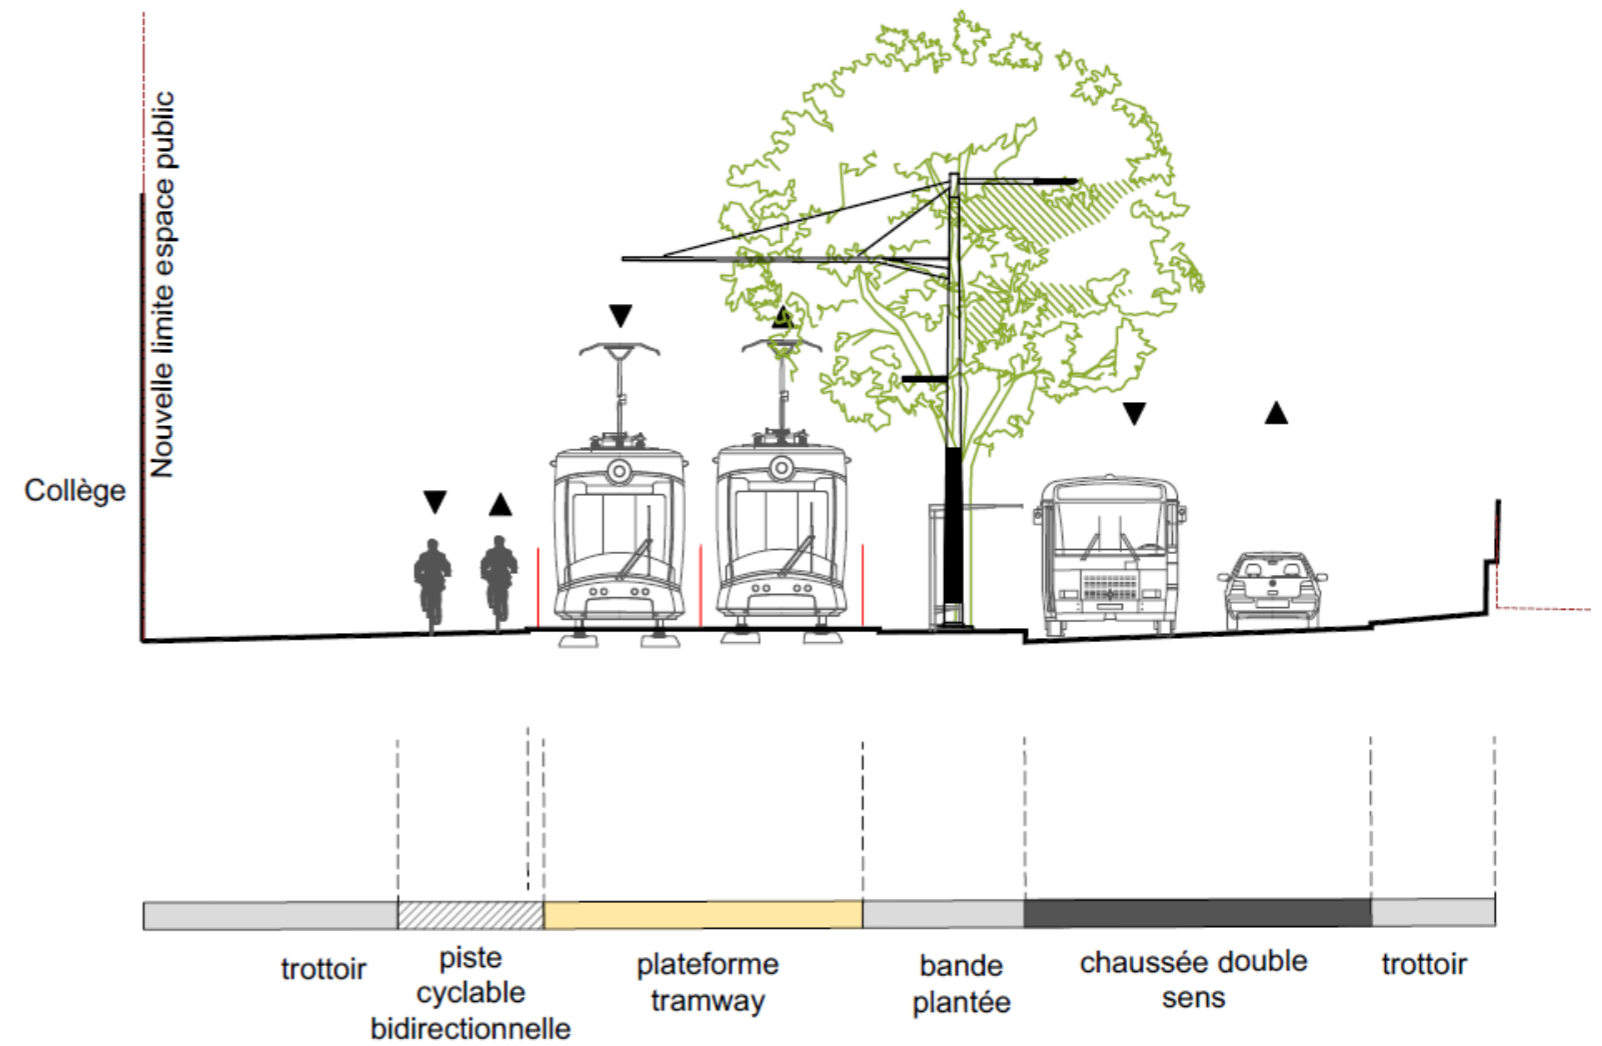 Nouvelle limite espace public
Collège
trottoir
piste
cyclable
bidirectionnelle
plateforme
tramway
bande
plantée
chaussée double
sens
trottoir